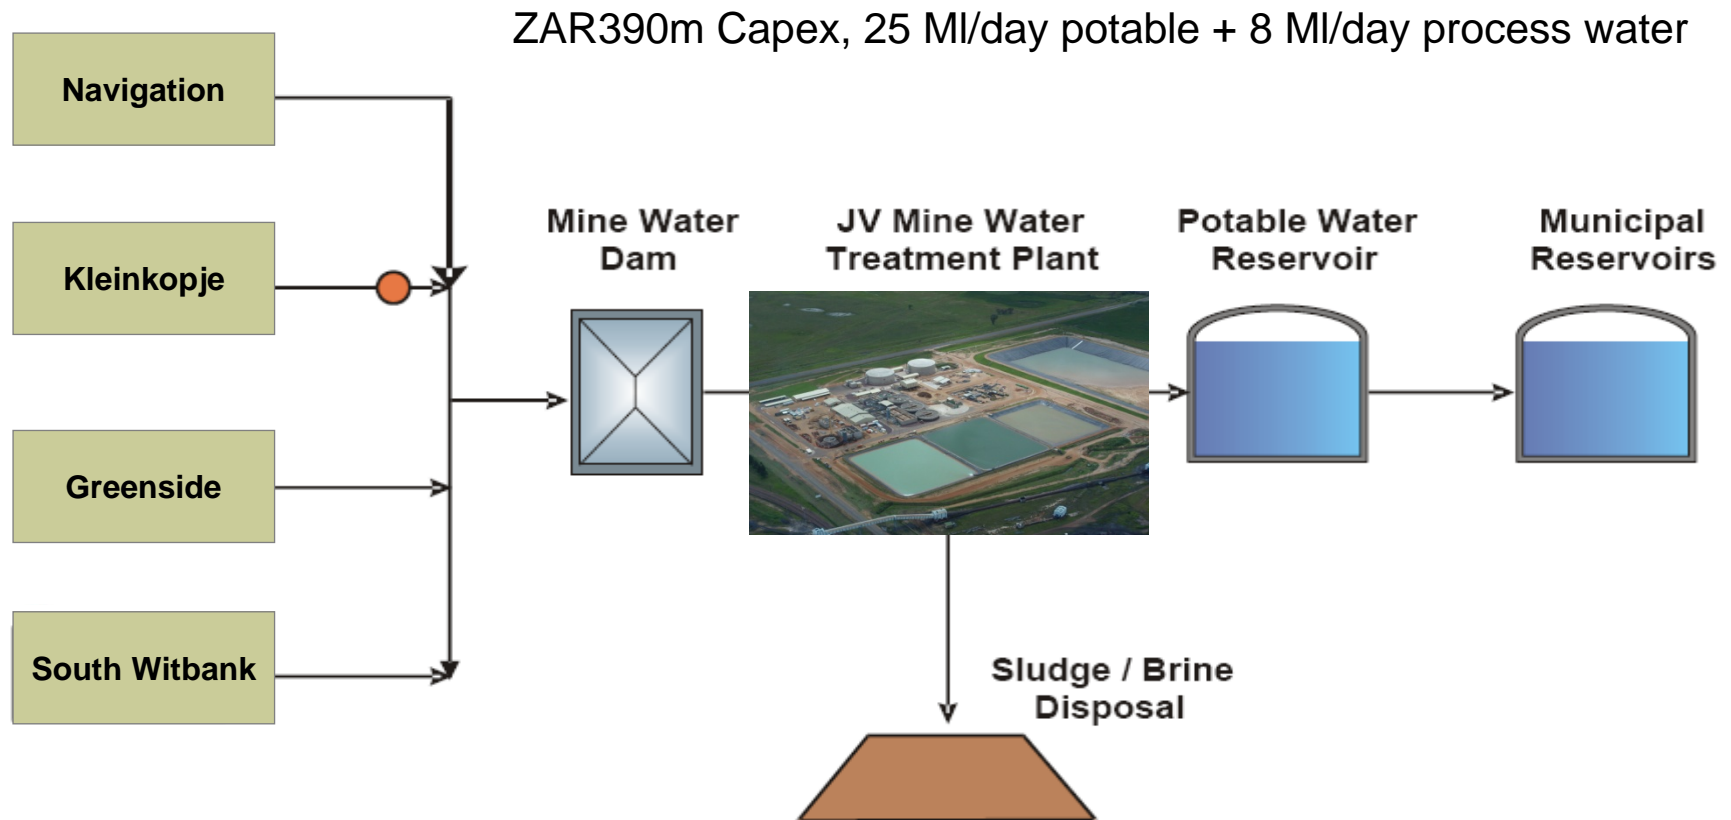 ZAR390m Capex, 25 Ml/day potable + 8 Ml/day process water
Navigation
Kleinkopje
Greenside
South Witbank
Mine Water
Dam
JV Mine Water
Treatment Plant
Potable Water
Reservoir
Municipal
Reservoirs
Sludge / Brine
Disposal